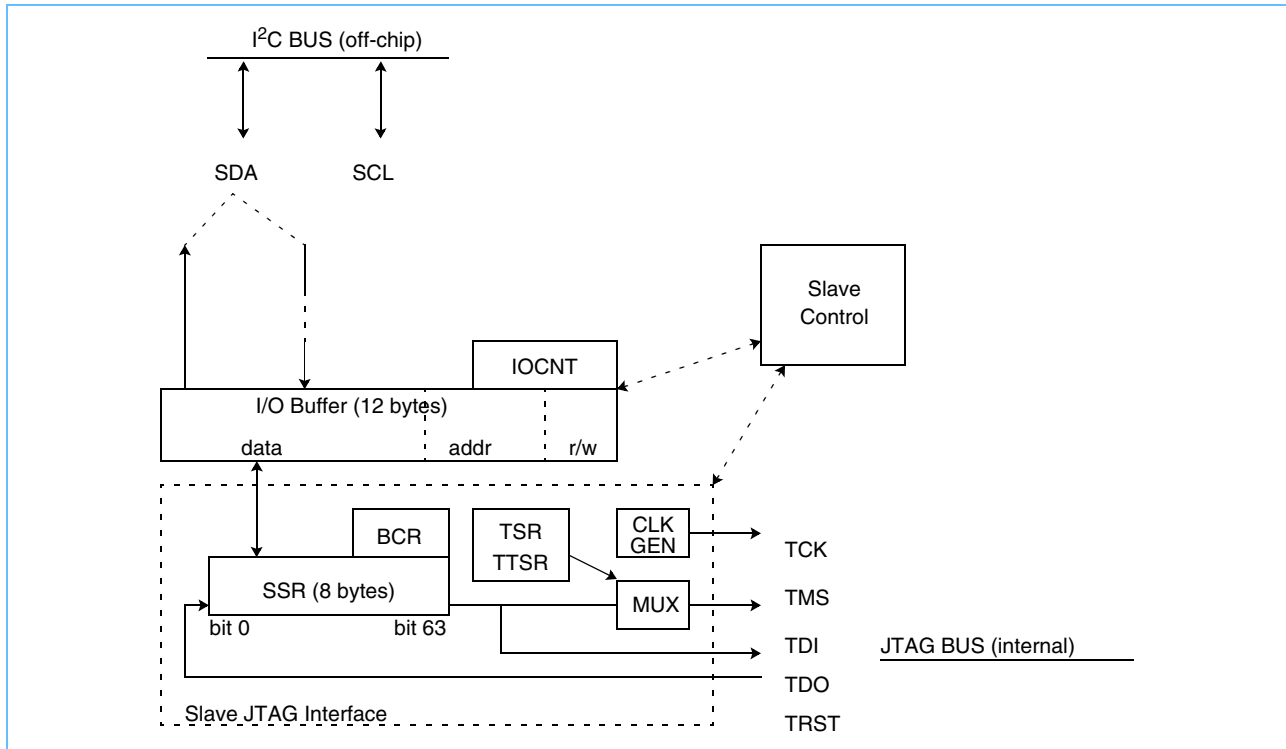 I²C BUS (off-chip)
SDA
SCL
Slave
Control
IOCNT
I/O Buffer (12 bytes)
data
addr
r/w
BCR
TSR
TTSR
CLK
GEN
TCK
SSR (8 bytes)
MUX
TMS
bit 0
bit 63
TDI
JTAG BUS (internal)
TDO
Slave JTAG Interface
TRST